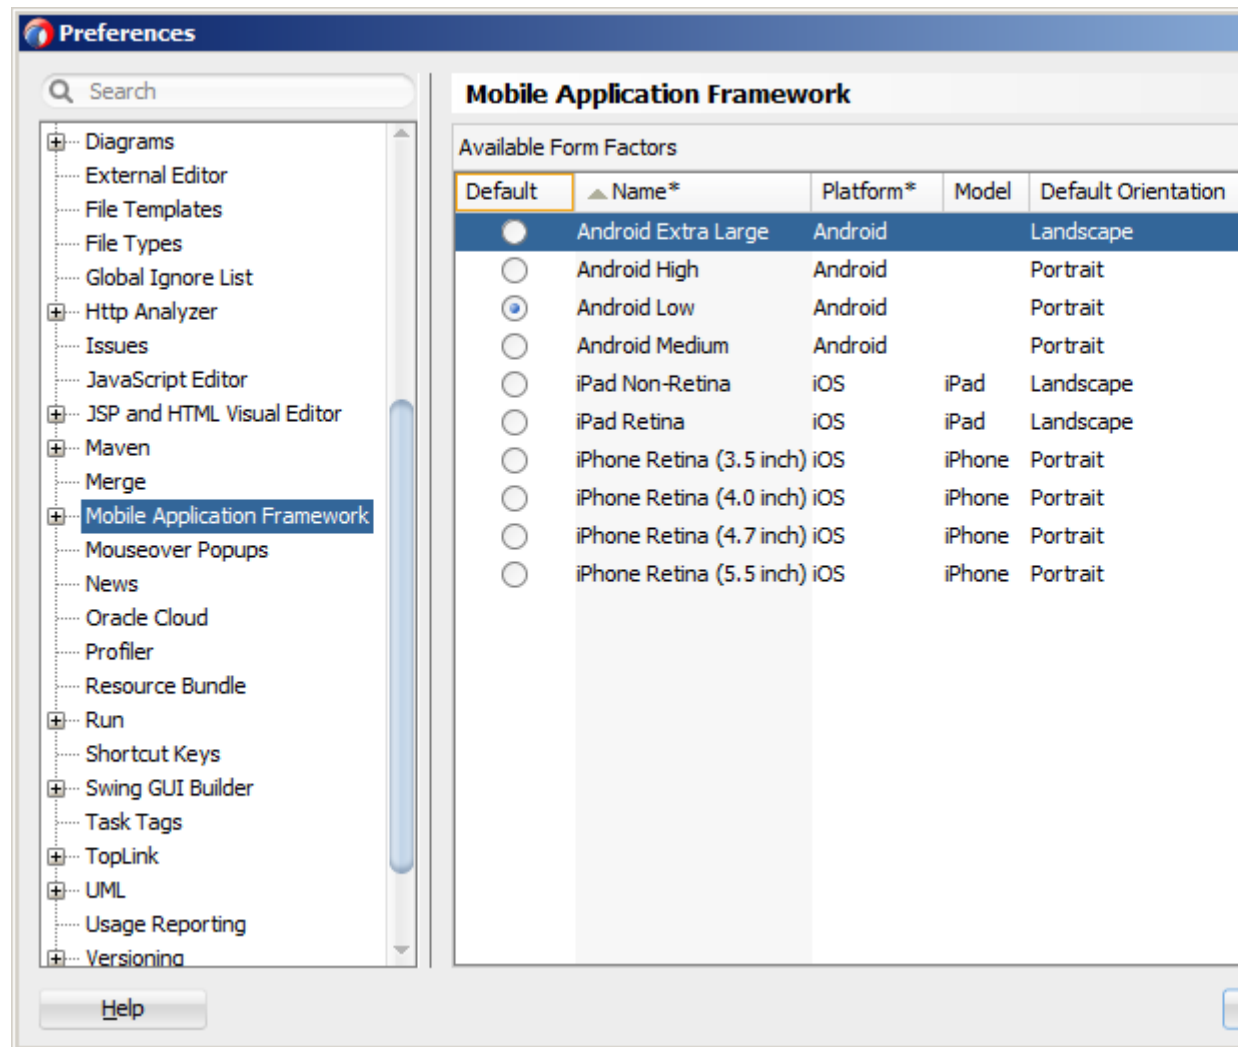 Preferences
Search
Diagrams
External Editor
File Templates
File Types
Global Ignore List
Http Analyzer
Issues
JavaScript Editor
JSP and HTML Visual Editor
Maven
Merge
Mobile Application Framework
Mouseover Popups
News
Oracle Cloud
Profiler
Resource Bundle
Run
Shortcut Keys
Swing GUI Builder
Task Tags
TopLink
UML
Usage Reporting
Versioning
Mobile Application Framework
Available Form Factors
Default Name* Platform* Model Default Orientation
Android Extra Large Android Landscape
Android High Android Portrait
Android Low Android Portrait
Android Medium Android Portrait
iPad Non-Retina iOS iPad Landscape
iPad Retina iOS iPad Landscape
iPhone Retina (3.5 inch) iOS iPhone Portrait
iPhone Retina (4.0 inch) iOS iPhone Portrait
iPhone Retina (4.7 inch) iOS iPhone Portrait
iPhone Retina (5.5 inch) iOS iPhone Portrait
Help